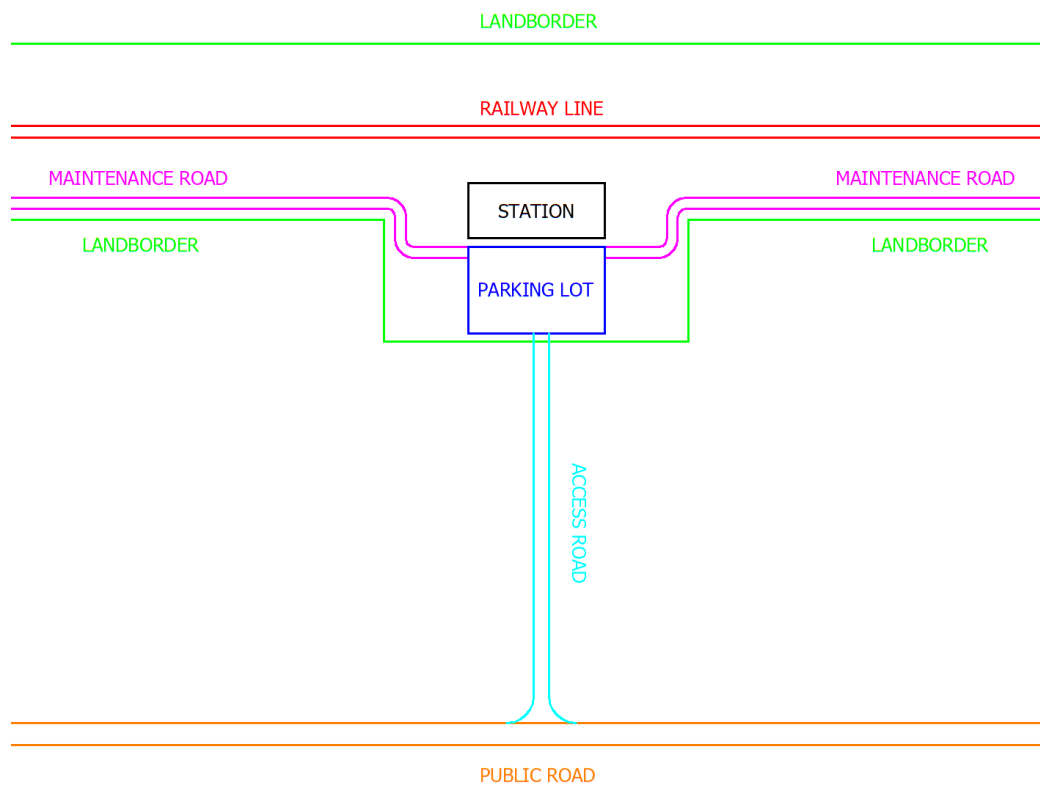 LANDBORDER
RAILWAY LINE
MAINTENANCE ROAD
MAINTENANCE ROAD
STATION
LANDBORDER
LANDBORDER
PARKING LOT
ACCESS ROAD
PUBLIC ROAD